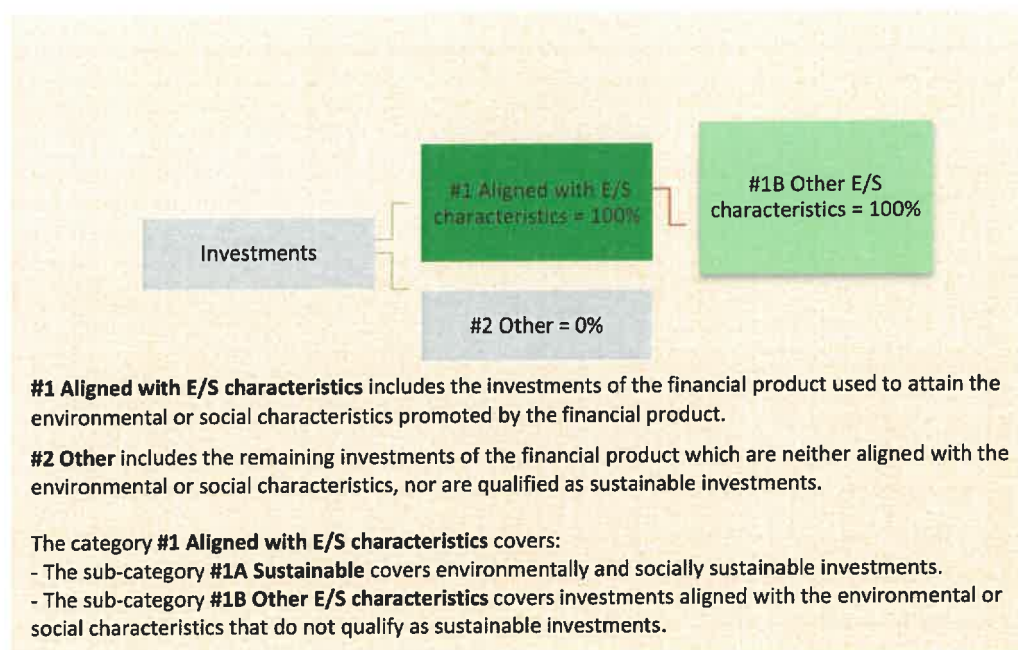 #1 Aligned with E/S
characteristics = 100%
#1B Other E/S
characteristics = 100%
Investments
#2 Other = 0%
#1 Aligned with E/S characteristics includes the investments of the financial product used to attain the
environmental or social characteristics promoted by the financial product.
#2 Other includes the remaining investments of the financial product which are neither aligned with the
environmental or social characteristics, nor are qualified as sustainable investments.
The category #1 Aligned with E/S characteristics covers:
- The sub-category #1A Sustainable covers environmentally and socially sustainable investments.
- The sub-category #1B Other E/S characteristics covers investments aligned with the environmental or
social characteristics that do not qualify as sustainable investments.